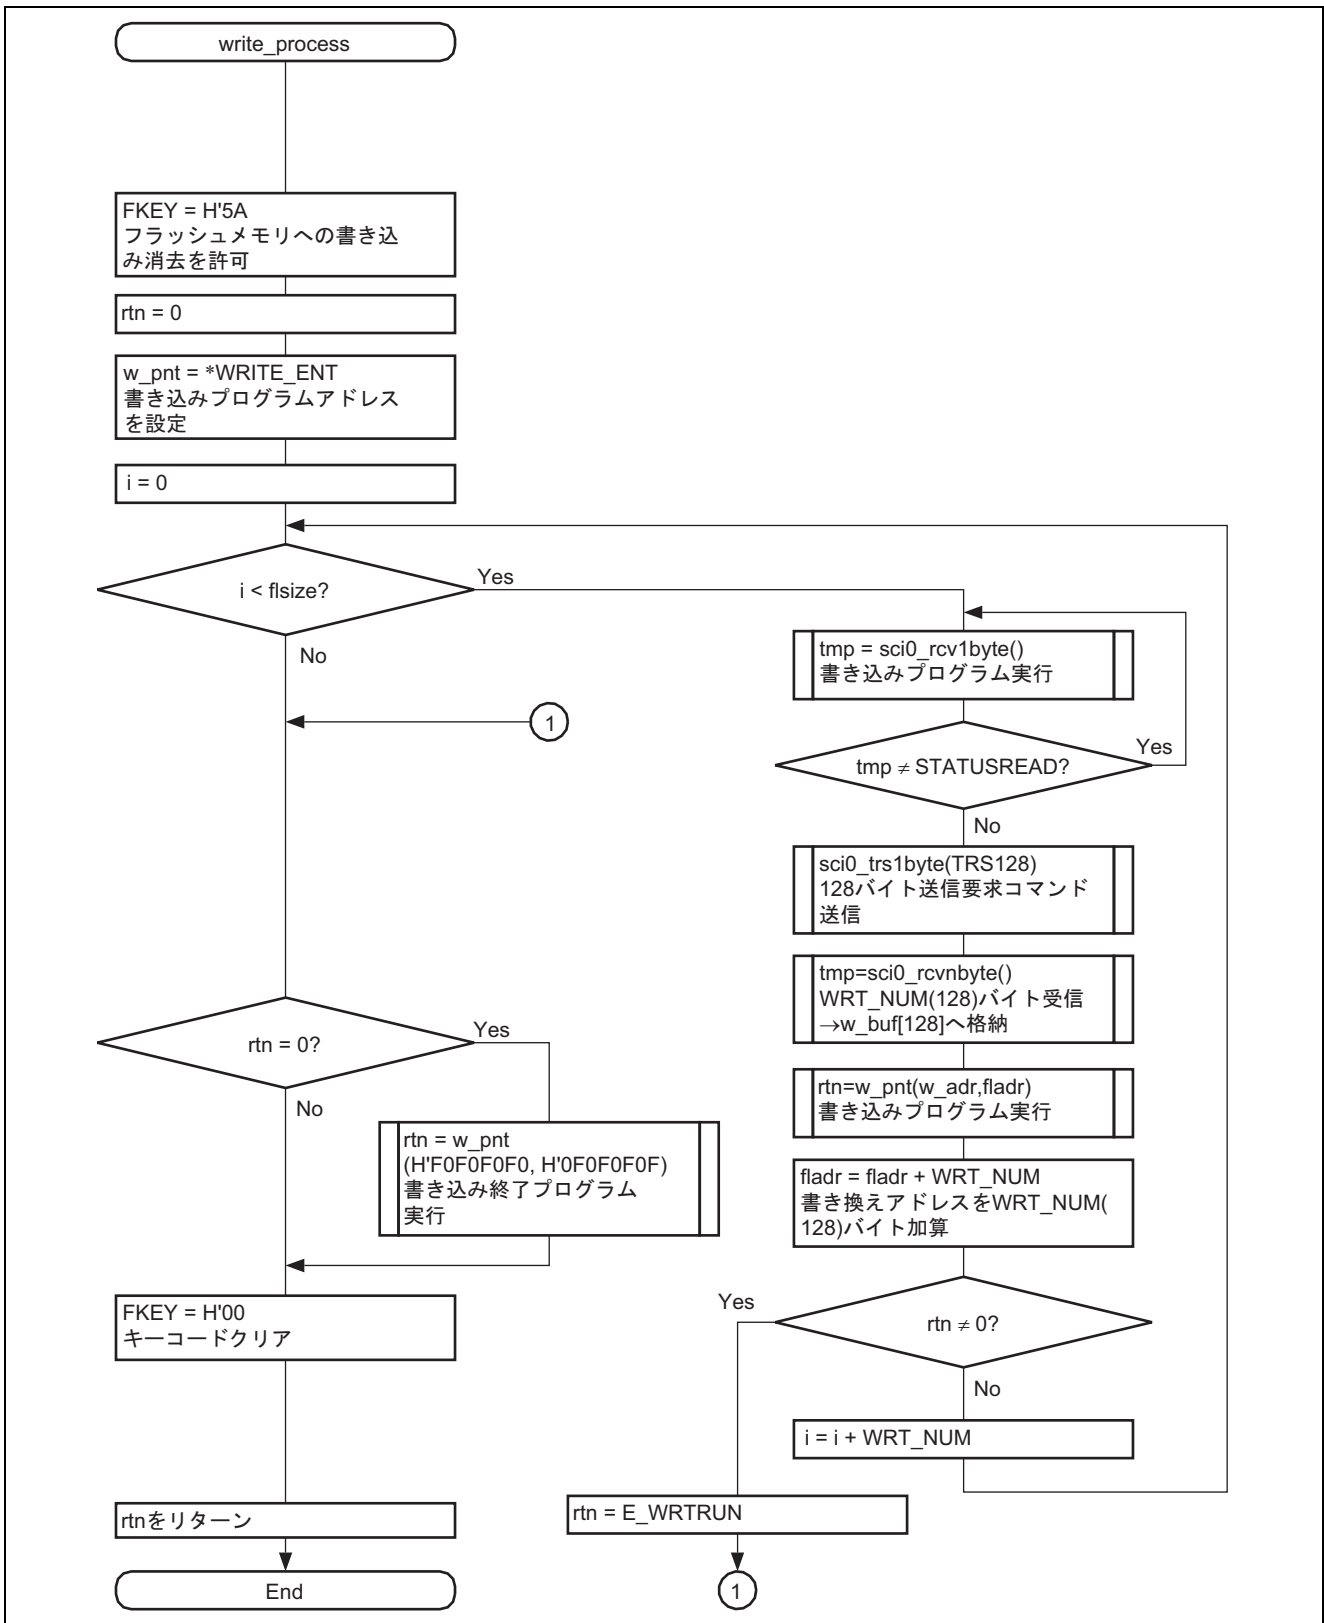 write_process
FKEY = H'5A
フラッシュメモリへの書き込
み消去を許可
rtn = 0
w_pnt = *WRITE_ENT
書き込みプログラムアドレス
を設定
i = 0
i < flsize?
Yes
No
1
tmp = sci0_rcv1byte()
書き込みプログラム実行
tmp ≠ STATUSREAD?
Yes
No
sci0_trs1byte(TRS128)
128バイト送信要求コマンド
送信
tmp=sci0_rcvnbyte()
WRT_NUM(128)バイト受信
→w_buf[128]へ格納
rtn=w_pnt(w_adr,fladr)
書き込みプログラム実行
fladr = fladr + WRT_NUM
書き換えアドレスをWRT_NUM(
128)バイト加算
rtn ≠ 0?
Yes
No
i = i + WRT_NUM
rtn = E_WRTRUN
1
rtn = 0?
Yes
No
rtn = w_pnt
(H'F0F0F0F0, H'0F0F0F0F)
書き込み終了プログラム
実行
FKEY = H'00
キーコードクリア
rtnをリターン
End